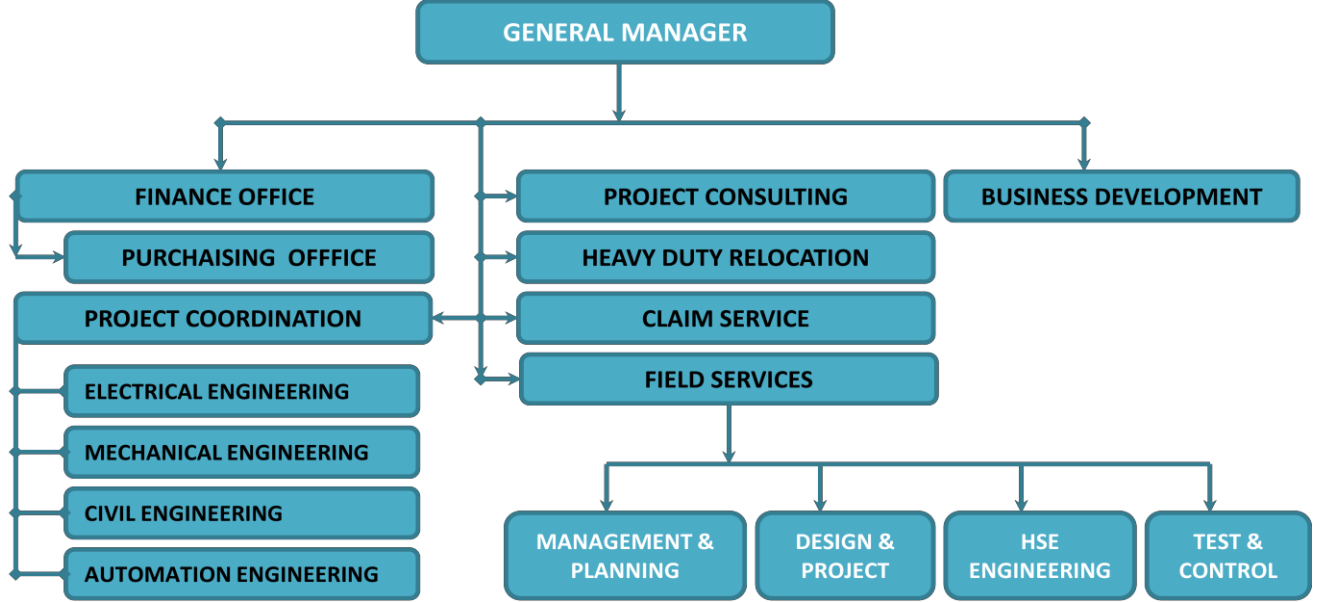 GENERAL MANAGER
FINANCE OFFICE
PROJECT CONSULTING
BUSINESS DEVELOPMENT
PURCHAISING OFFFICE
HEAVY DUTY RELOCATION
PROJECT COORDINATION
CLAIM SERVICE
FIELD SERVICES
ELECTRICAL ENGINEERING
MECHANICAL ENGINEERING
CIVIL ENGINEERING
AUTOMATION ENGINEERING
MANAGEMENT &
PLANNING
DESIGN &
PROJECT
HSE
ENGINEERING
TEST &
CONTROL